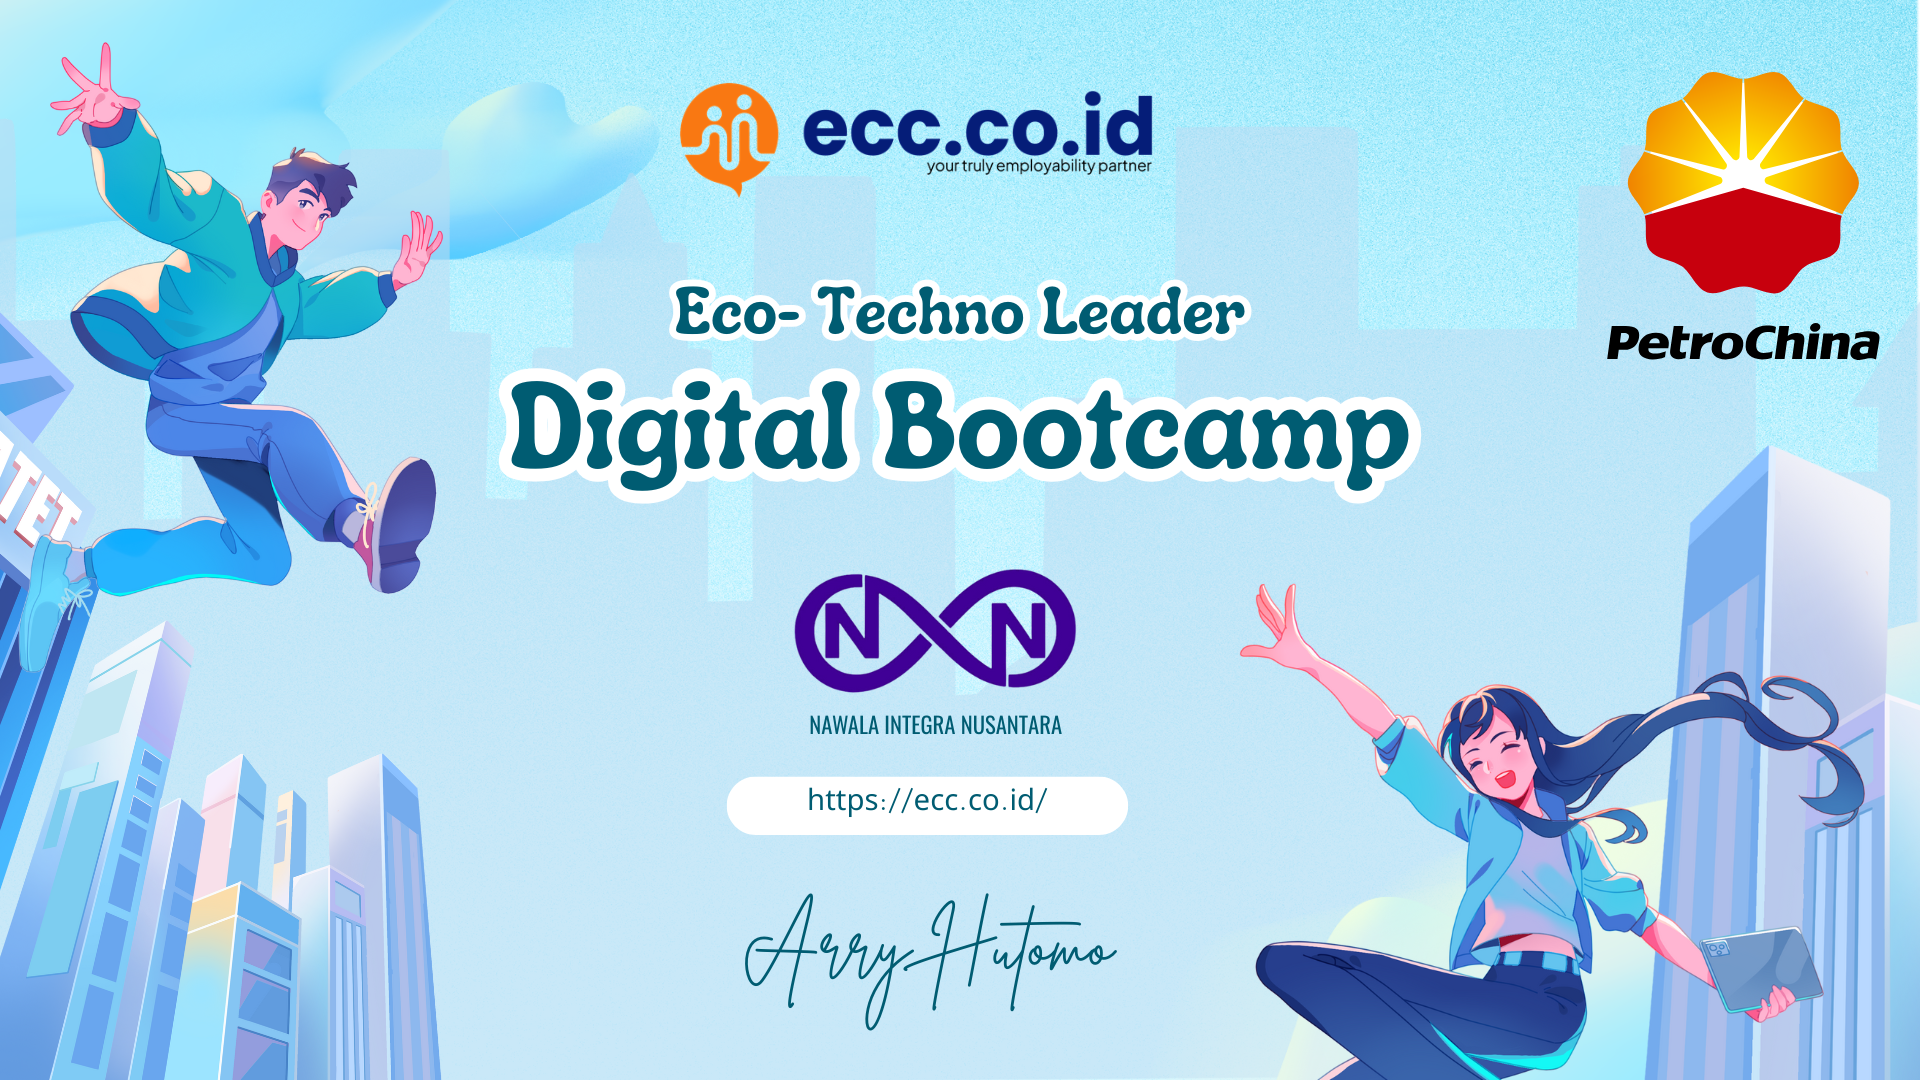 ecc.co.id
your truly employability partner
PetroChina
Eco- Techno Leader
Digital Bootcamp
ATET
N N
NAWALA INTEGRA NUSANTARA
https://ecc.co.id/
Arry Hutomo